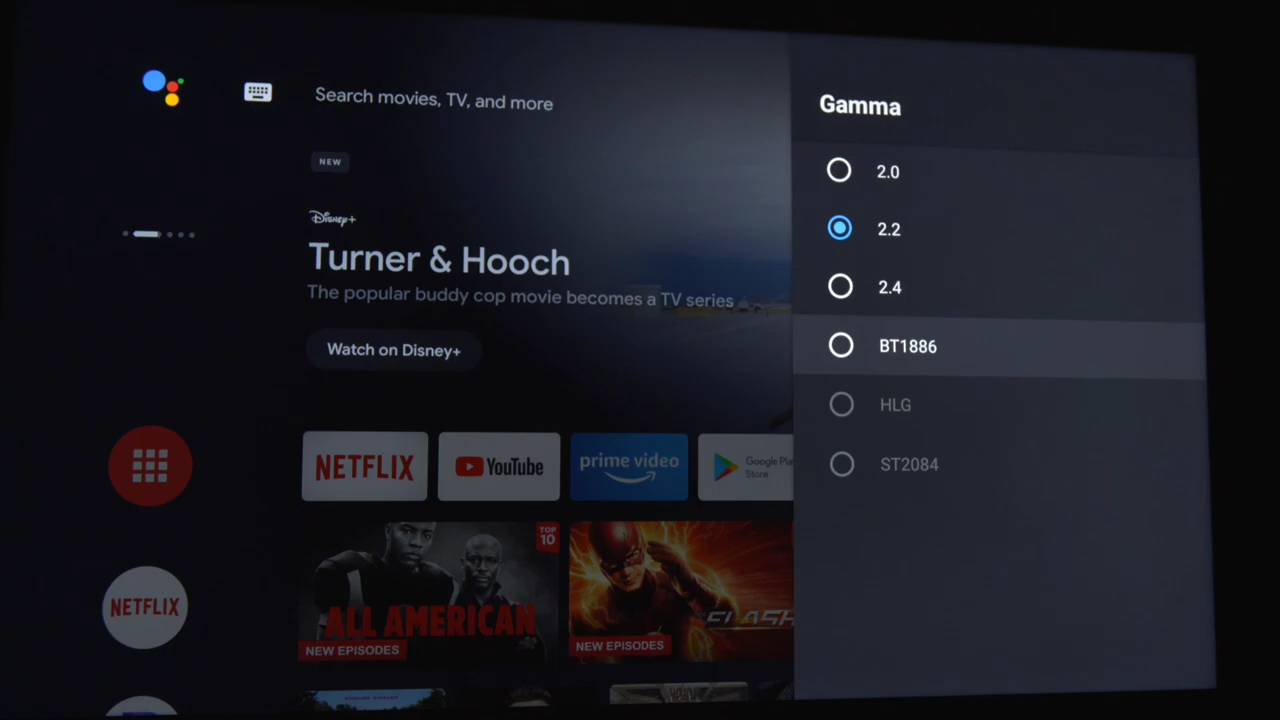 Search movies, TV, and more
NEW
Disney+
Turner & Hooch
The popular buddy cop movie becomes a TV series
Watch on Disney+
NETFLIX
YouTube
prime video
Google Pla
Store
TOP
10
ALL AMERICAN
NEW EPISODES
FLASH
NEW EPISODES
NETFLIX
Gamma
2.0
2.2
2.4
BT1886
HLG
ST2084